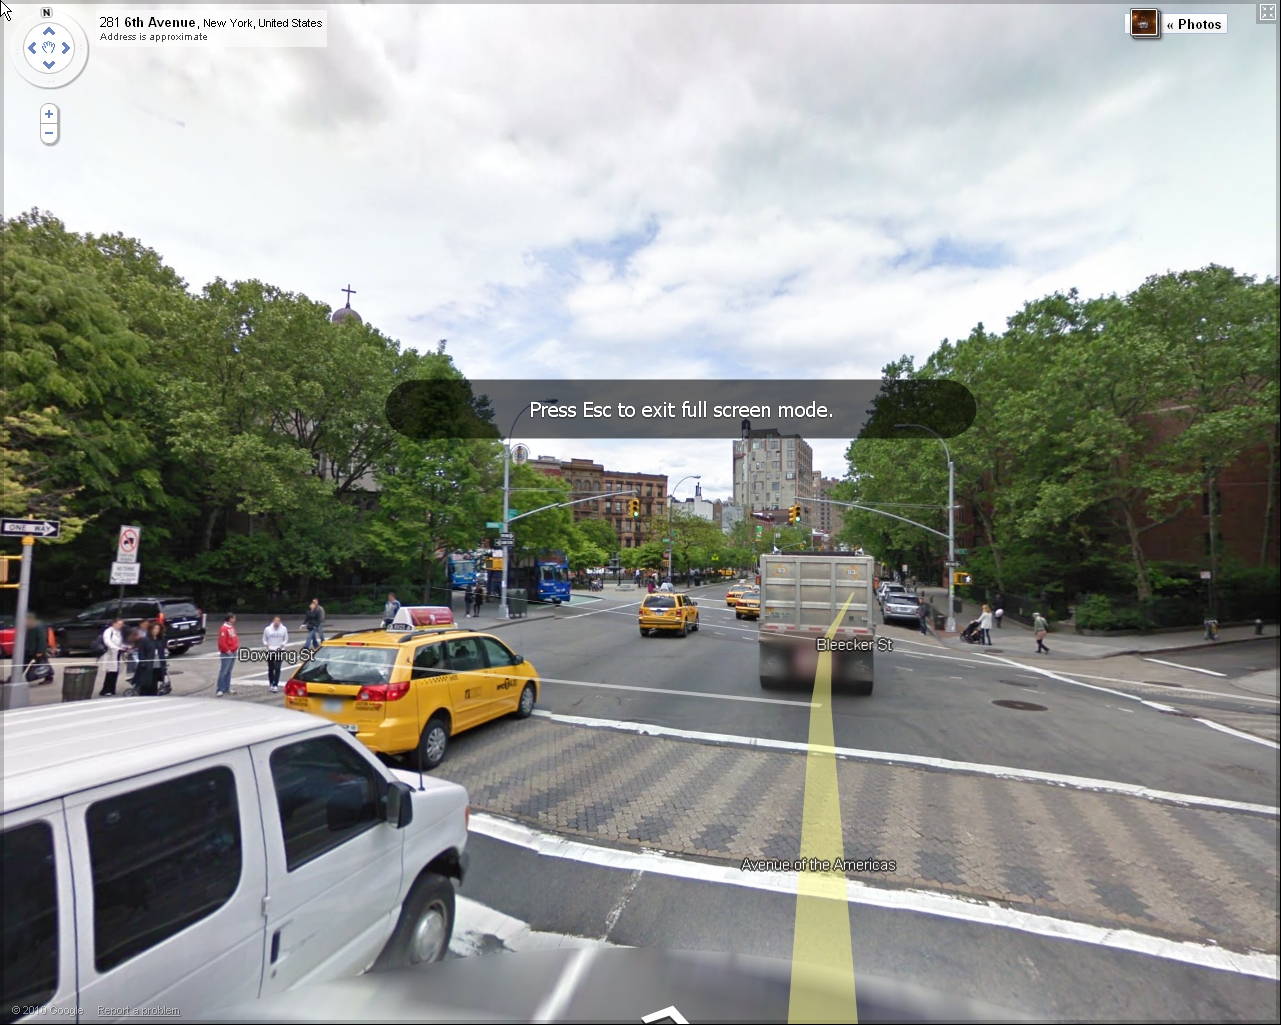 N
281 6th Avenue, New York, United States
Address is approximate
« Photos
Press Esc to exit full screen mode.
ONE WAY
Downing St
Bleecker St
Avenue of the Americas
© 2010 Google
Report a problem